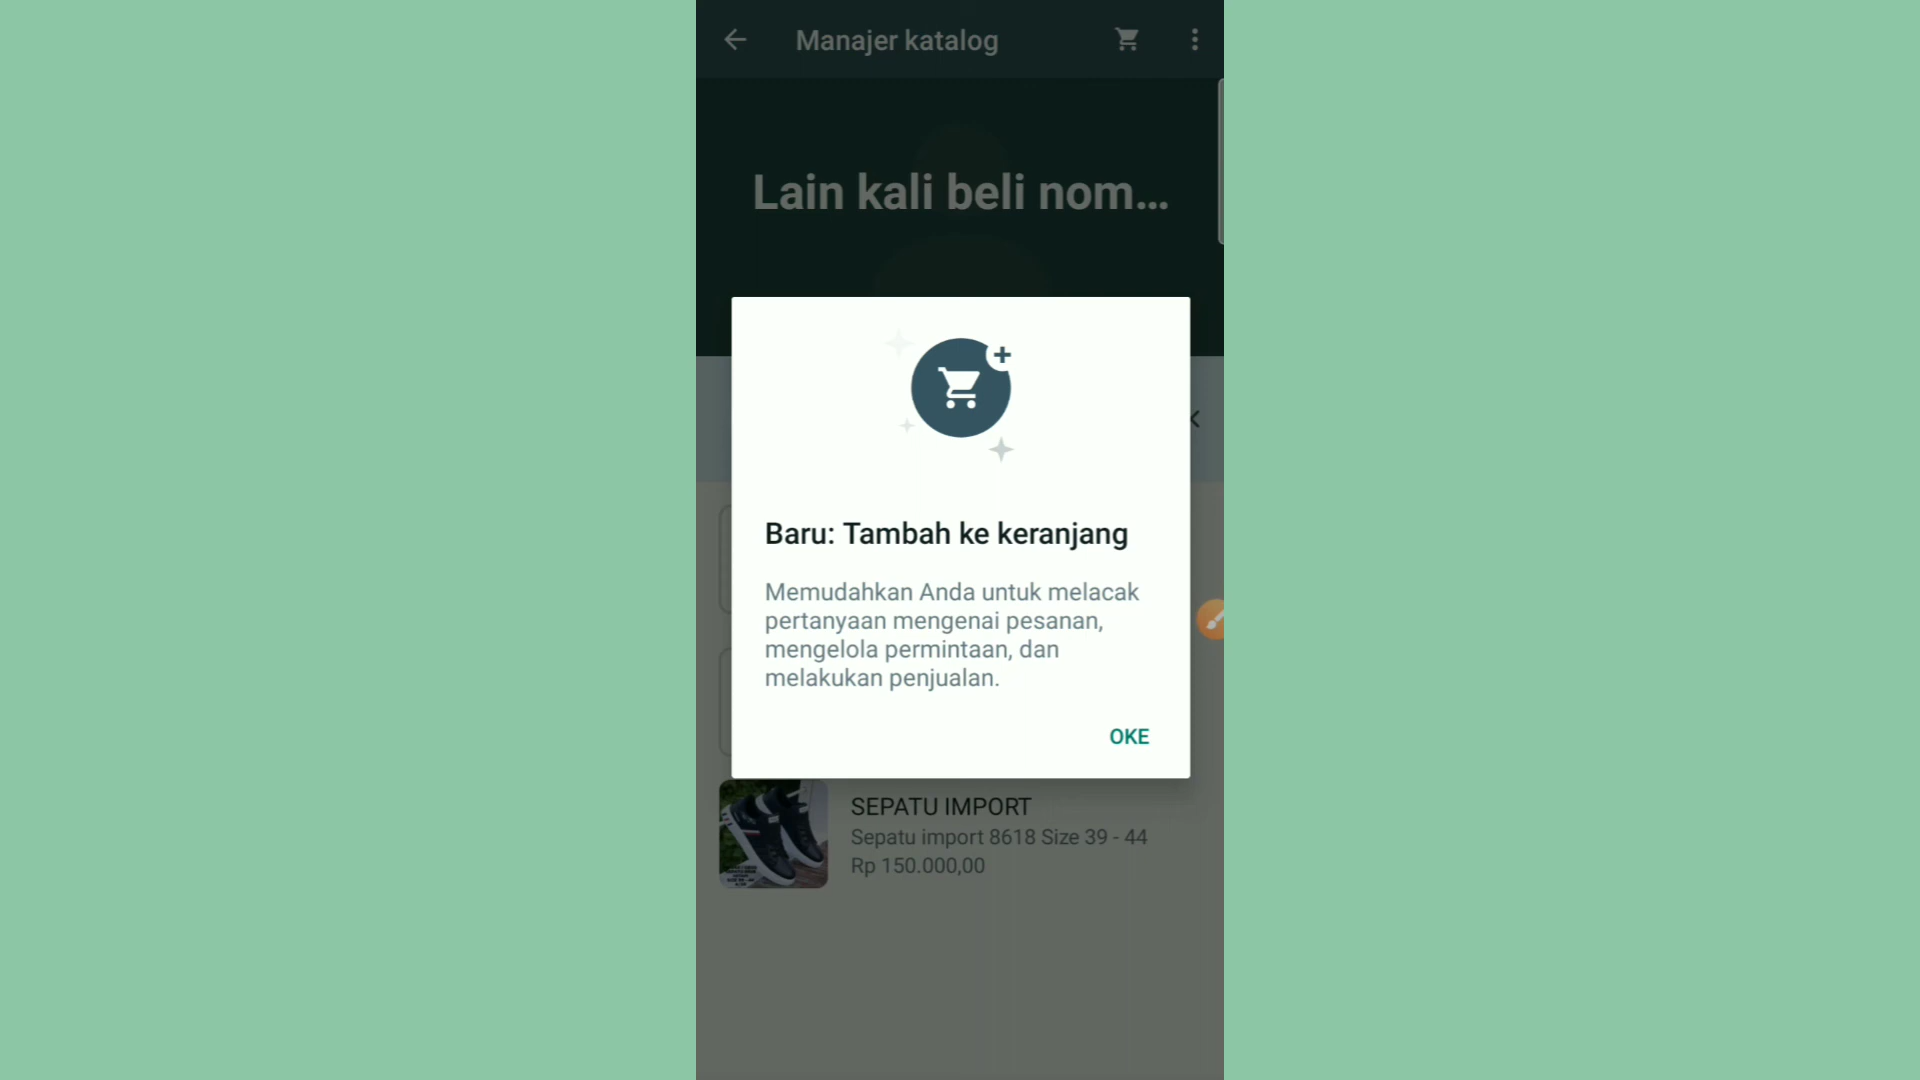 Manajer katalog
Lain kali beli nom...
Baru: Tambah ke keranjang
Memudahkan Anda untuk melacak
pertanyaan mengenai pesanan,
mengelola permintaan, dan
melakukan penjualan.
OKE
SEPATU IMPORT
Sepatu import 8618 Size 39 - 44
Rp 150.000,00